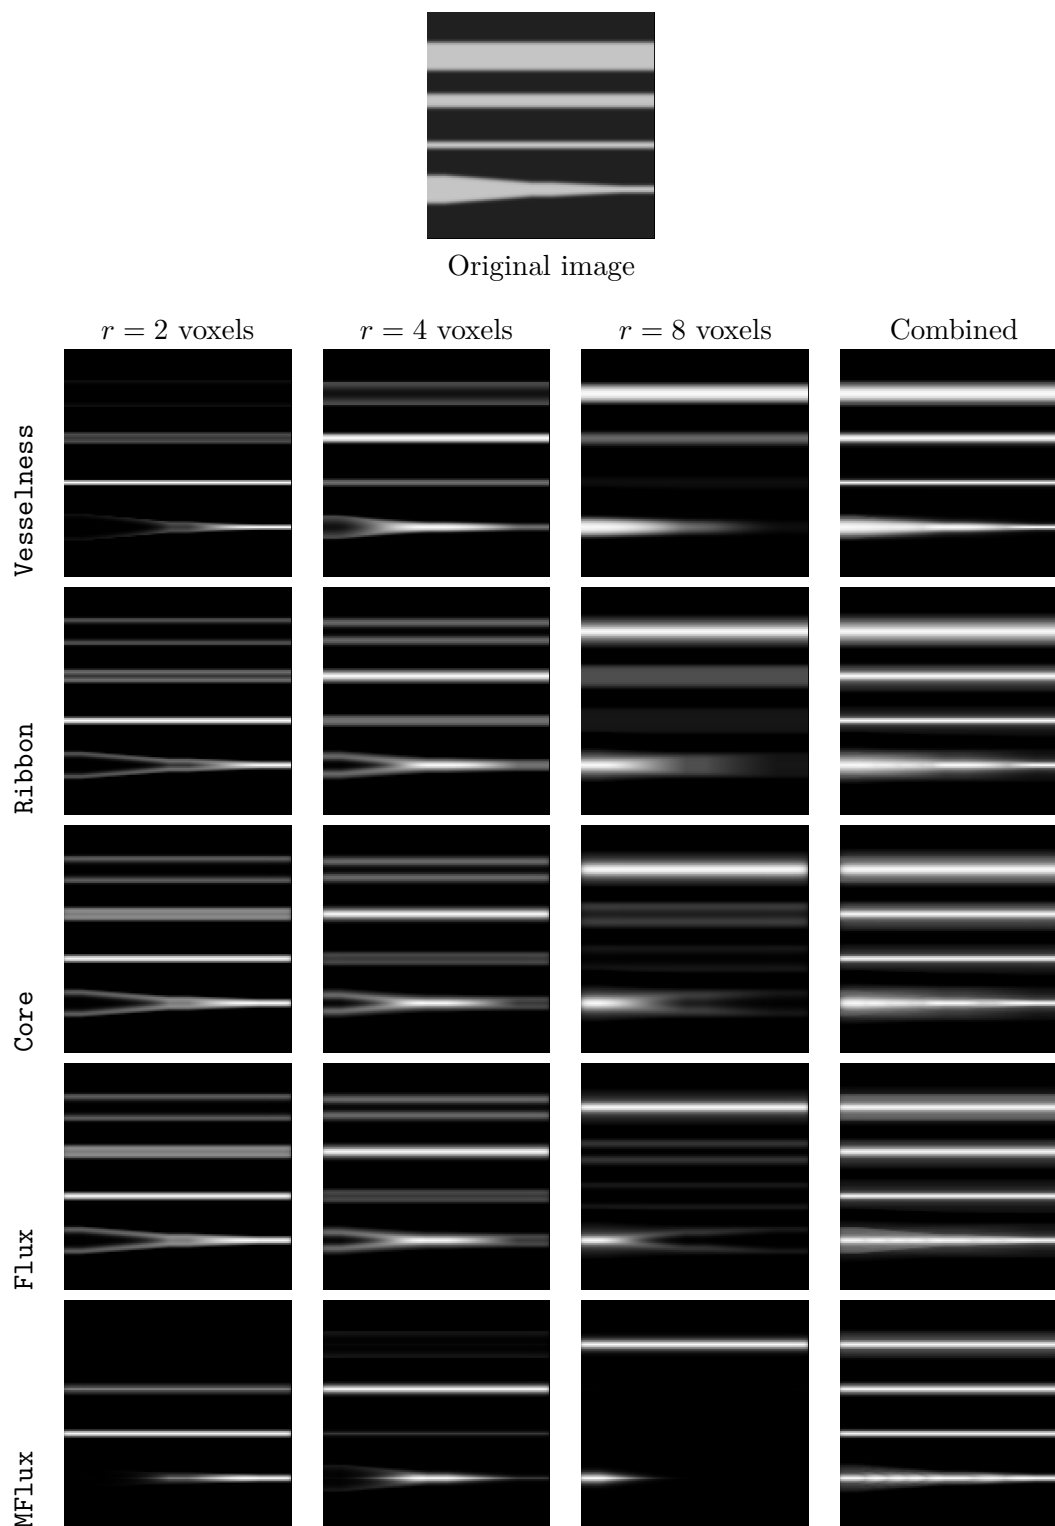 Original image
r = 2 voxels r = 4 voxels r = 8 voxels Combined
Vesselness
Ribbon
Core
Flux
MFlux